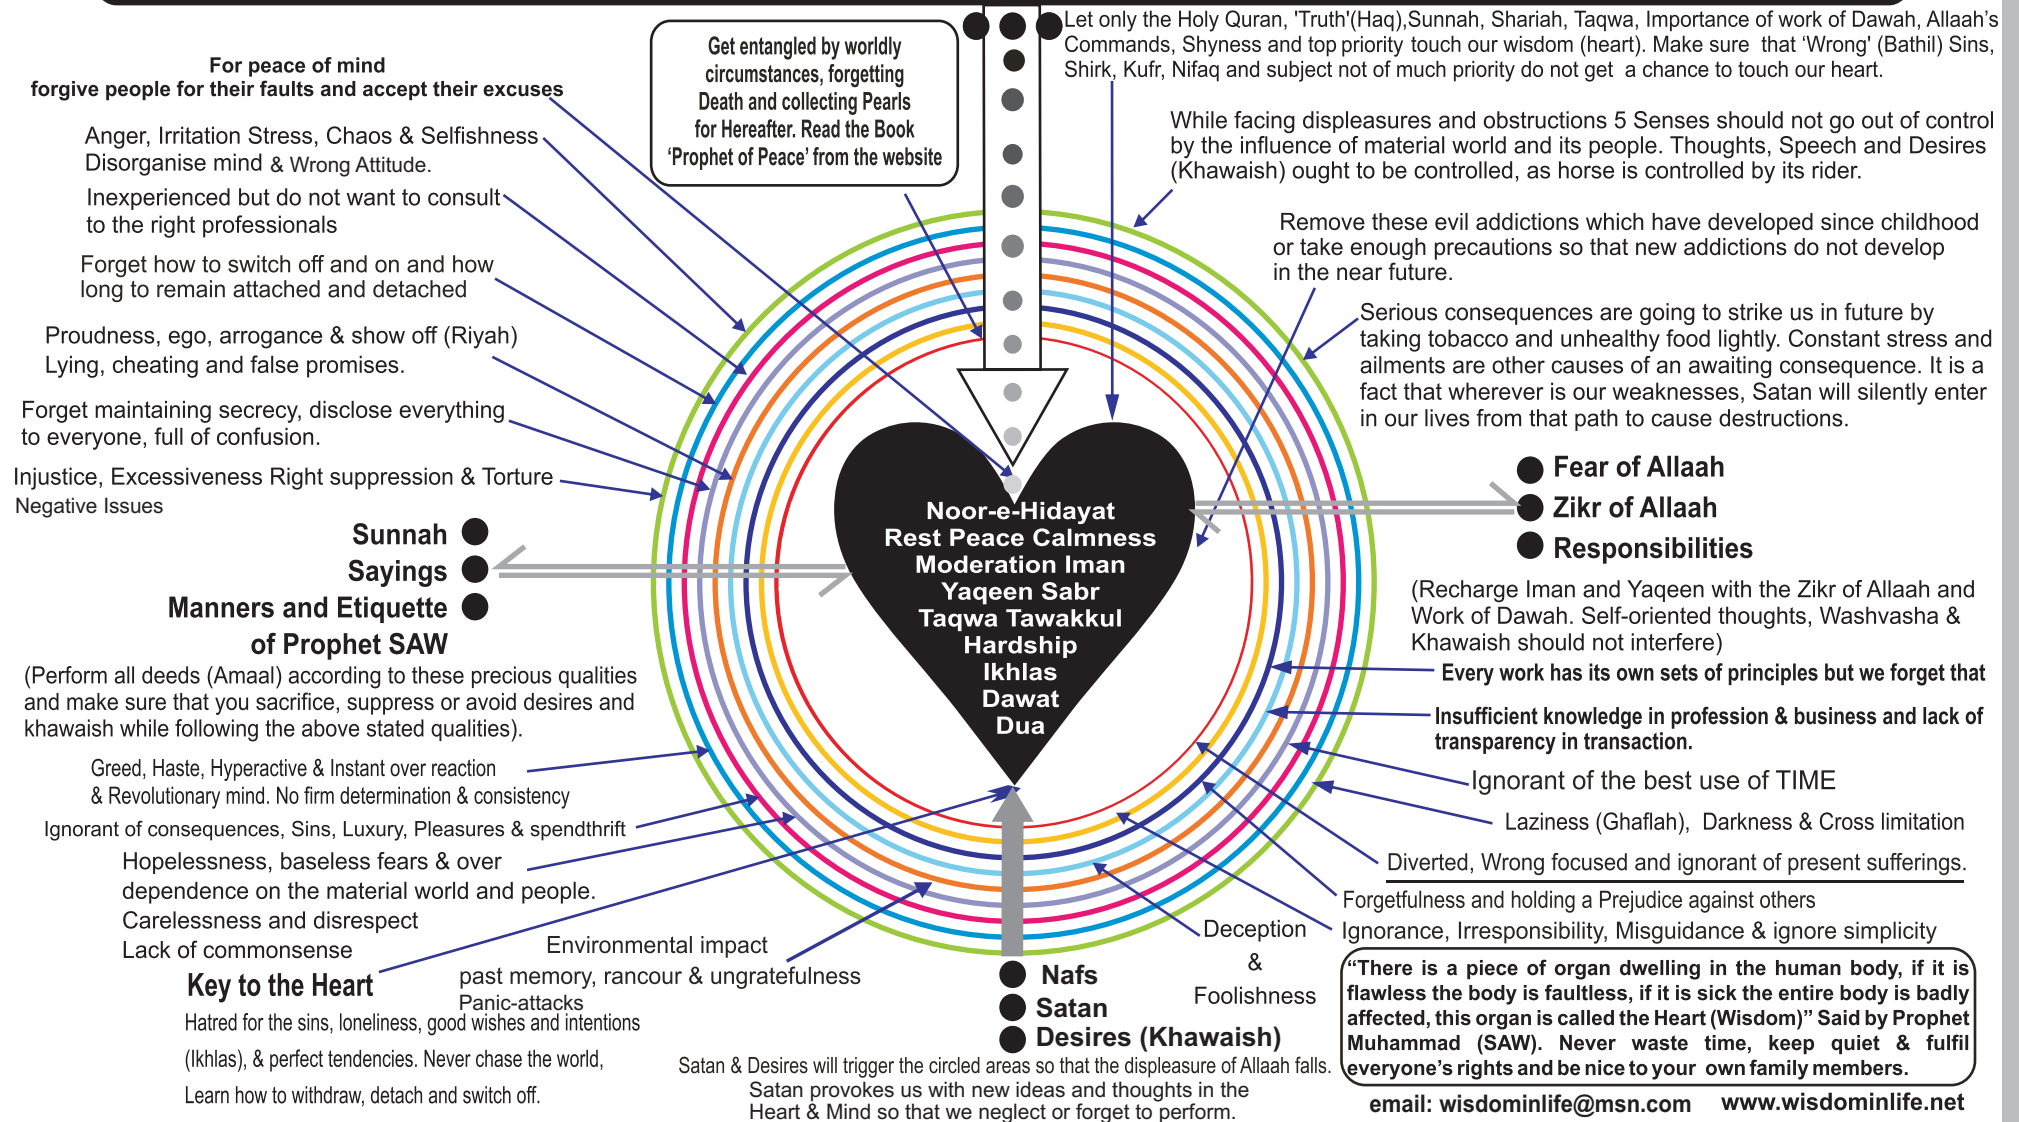 Let only the Holy Quran, 'Truth'(Haq),Sunnah, Shariah, Taqwa, Importance of work of Dawah, Allaah’s
Commands, Shyness and top priority touch our wisdom (heart). Make sure that ‘Wrong' (Bathil) Sins,
Shirk, Kufr, Nifaq and subject not of much priority do not get a chance to touch our heart.
Get entangled by worldly
circumstances, forgetting
Death and collecting Pearls
for Hereafter. Read the Book
‘Prophet of Peace’ from the website
For peace of mind
forgive people for their faults and accept their excuses
Anger, Irritation Stress, Chaos & Selfishness
Disorganise mind & Wrong Attitude.
Inexperienced but do not want to consult
to the right professionals
Forget how to switch off and on and how
long to remain attached and detached
Proudness, ego, arrogance & show off (Riyah)
Lying, cheating and false promises.
Forget maintaining secrecy, disclose everything
to everyone, full of confusion.
Injustice, Excessiveness Right suppression & Torture
Negative Issues
Sunnah
Sayings
Manners and Etiquette
of Prophet SAW
(Perform all deeds (Amaal) according to these precious qualities
and make sure that you sacrifice, suppress or avoid desires and
khawaish while following the above stated qualities).
Greed, Haste, Hyperactive & Instant over reaction
& Revolutionary mind. No firm determination & consistency
Ignorant of consequences, Sins, Luxury, Pleasures & spendthrift
Hopelessness, baseless fears & over
dependence on the material world and people.
Carelessness and disrespect
Lack of commonsense
Key to the Heart
Hatred for the sins, loneliness, good wishes and intentions
(Ikhlas), & perfect tendencies. Never chase the world,
Learn how to withdraw, detach and switch off.
Environmental impact
past memory, rancour & ungratefulness
Panic-attacks
Noor-e-Hidayat
Rest Peace Calmness
Moderation Iman
Yaqeen Sabr
Taqwa Tawakkul
Hardship
Ikhlas
Dawat
Dua
Nafs
Satan
Desires (Khawaish)
Satan & Desires will trigger the circled areas so that the displeasure of Allaah falls.
Satan provokes us with new ideas and thoughts in the
Heart & Mind so that we neglect or forget to perform.
While facing displeasures and obstructions 5 Senses should not go out of control
by the influence of material world and its people. Thoughts, Speech and Desires
(Khawaish) ought to be controlled, as horse is controlled by its rider.
Remove these evil addictions which have developed since childhood
or take enough precautions so that new addictions do not develop
in the near future.
Serious consequences are going to strike us in future by
taking tobacco and unhealthy food lightly. Constant stress and
ailments are other causes of an awaiting consequence. It is a
fact that wherever is our weaknesses, Satan will silently enter
in our lives from that path to cause destructions.
Fear of Allaah
Zikr of Allaah
Responsibilities
(Recharge Iman and Yaqeen with the Zikr of Allaah and
Work of Dawah. Self-oriented thoughts, Washvasha &
Khawaish should not interfere)
Every work has its own sets of principles but we forget that
Insufficient knowledge in profession & business and lack of
transparency in transaction.
Ignorant of the best use of TIME
Laziness (Ghaflah), Darkness & Cross limitation
Diverted, Wrong focused and ignorant of present sufferings.
Forgetfulness and holding a Prejudice against others
Ignorance, Irresponsibility, Misguidance & ignore simplicity
Deception
&
Foolishness
“There is a piece of organ dwelling in the human body, if it is
flawless the body is faultless, if it is sick the entire body is badly
affected, this organ is called the Heart (Wisdom)” Said by Prophet
Muhammad (SAW). Never waste time, keep quiet & fulfil
everyone’s rights and be nice to your own family members.
email: wisdominlife@msn.com www.wisdominlife.net